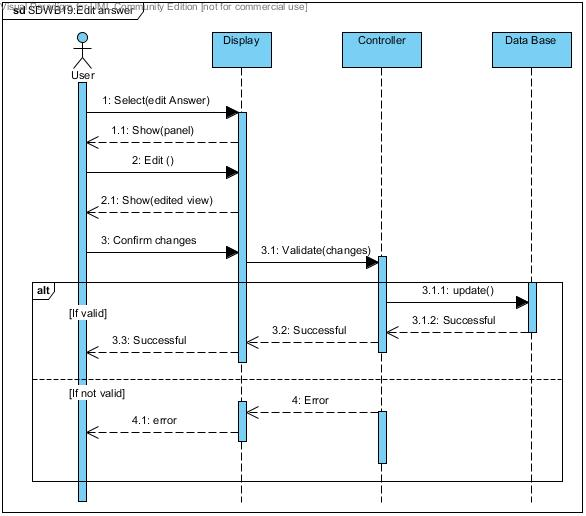 Visual Paradigm for UML Community Edition [not for commercial use]
sd SDWB19:Edit answer
Display
Controller
Data Base
User
1: Select(edit Answer)
1.1: Show(panel)
2: Edit ()
2.1: Show(edited view)
3: Confirm changes
3.1: Validate(changes)
alt
3.1.1: update()
[If valid]
3.1.2: Successful
3.2: Successful
3.3: Successful
[If not valid]
4: Error
4.1: error